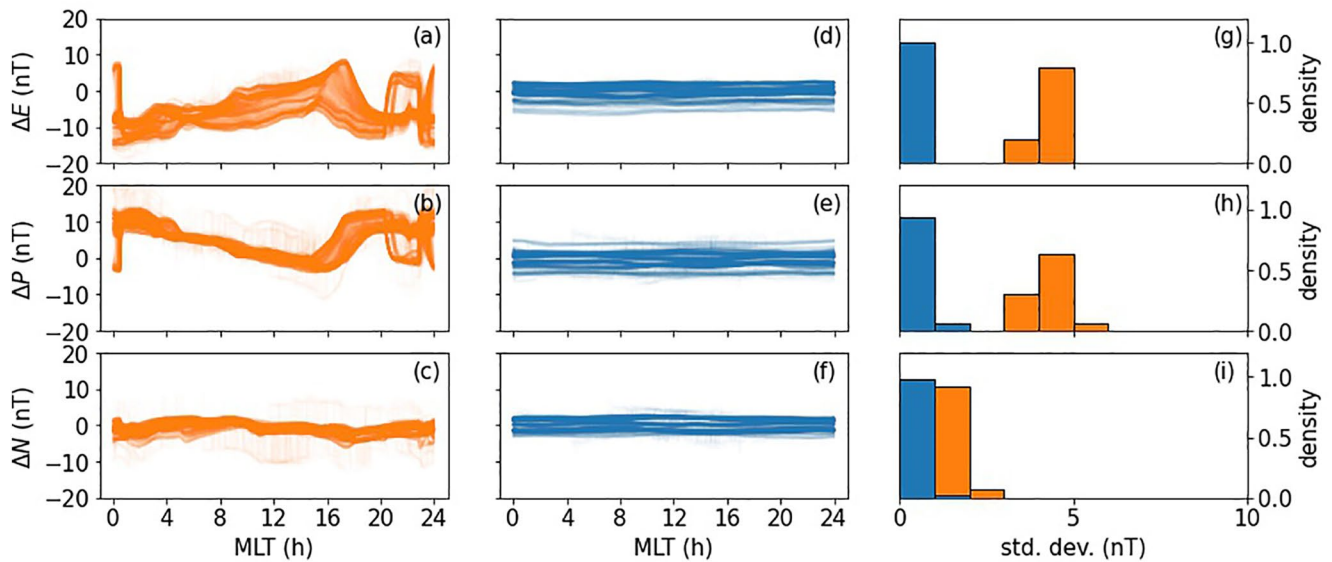 20
10
0
−10
−20
ΔE (nT)
(a)
(d)
(g)
1.0
0.5
0.0
density
20
10
0
−10
−20
ΔP (nT)
(b)
(e)
(h)
1.0
0.5
0.0
density
20
10
0
−10
−20
ΔN (nT)
(c)
(f)
(i)
1.0
0.5
0.0
density
0 4 8 12 16 20 24
0 4 8 12 16 20 24
0 5 10
MLT (h)
MLT (h)
std. dev. (nT)